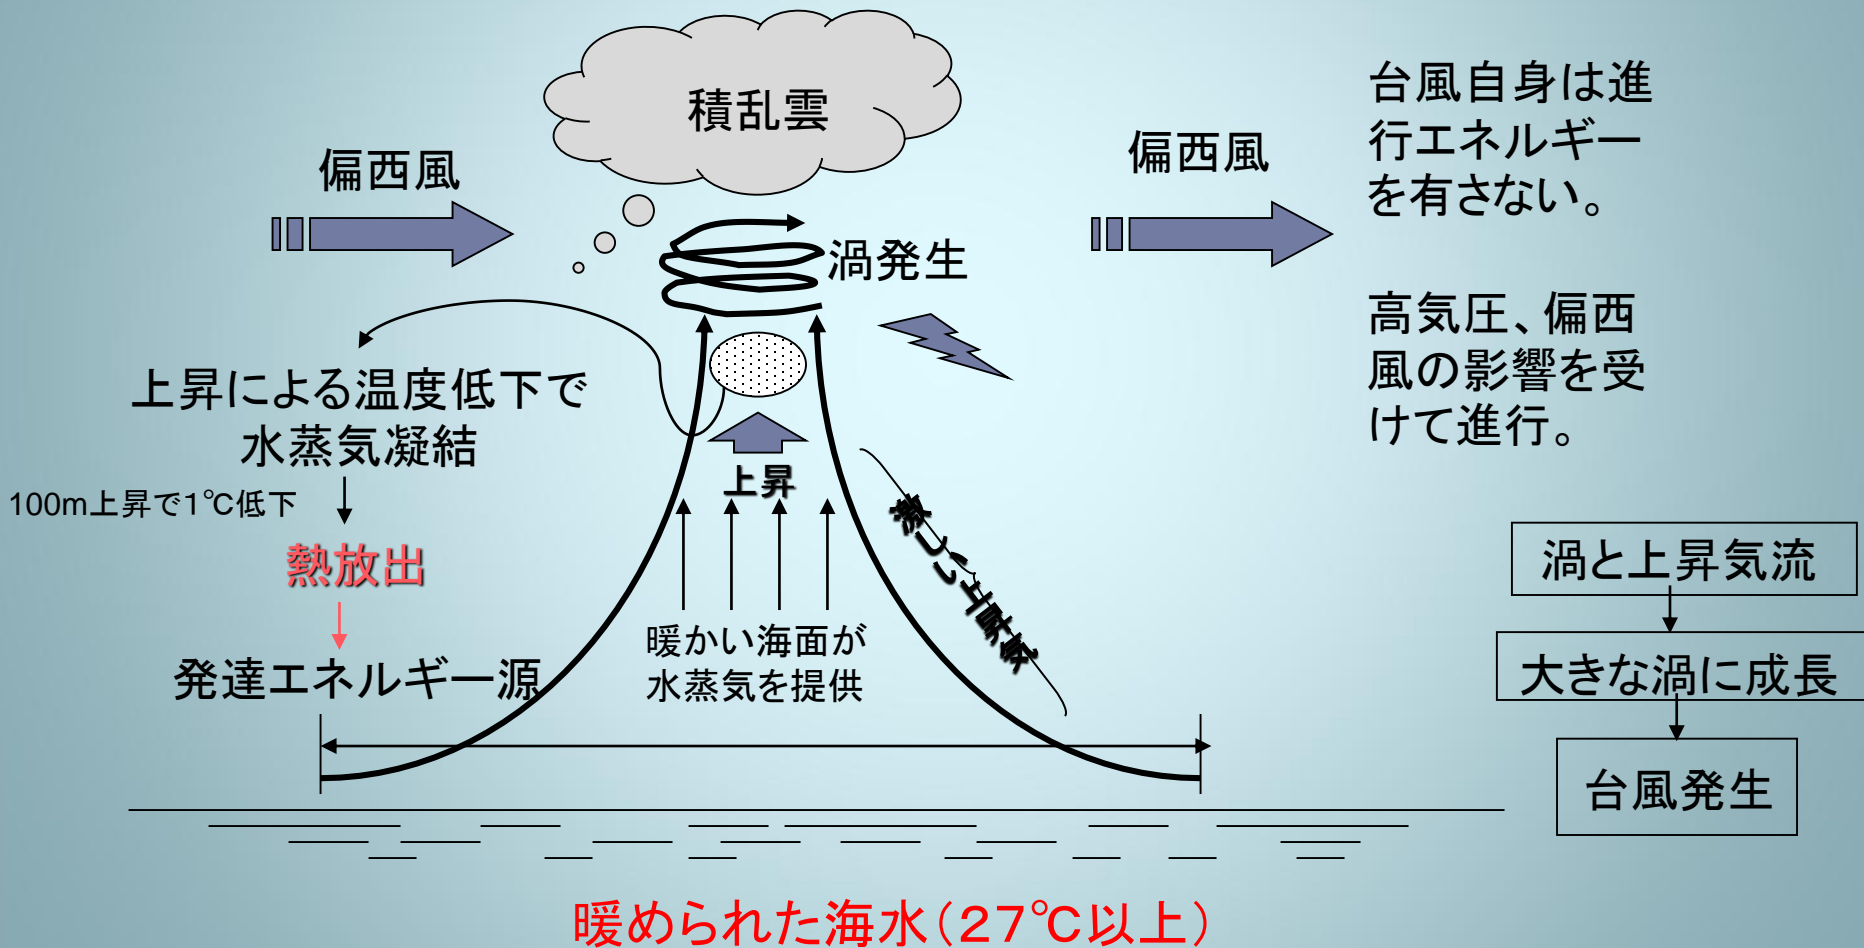 積乱雲
偏西風
偏西風
渦発生
台風自身は進
行エネルギー
を有さない。
高気圧、偏西
風の影響を受
けて進行。
上昇による温度低下で
水蒸気凝結
100m上昇で1℃低下
熱放出
発達エネルギー源
上昇
暖かい海面が
水蒸気を提供
激しい上昇気
渦と上昇気流
大きな渦に成長
台風発生
暖められた海水(27℃以上)